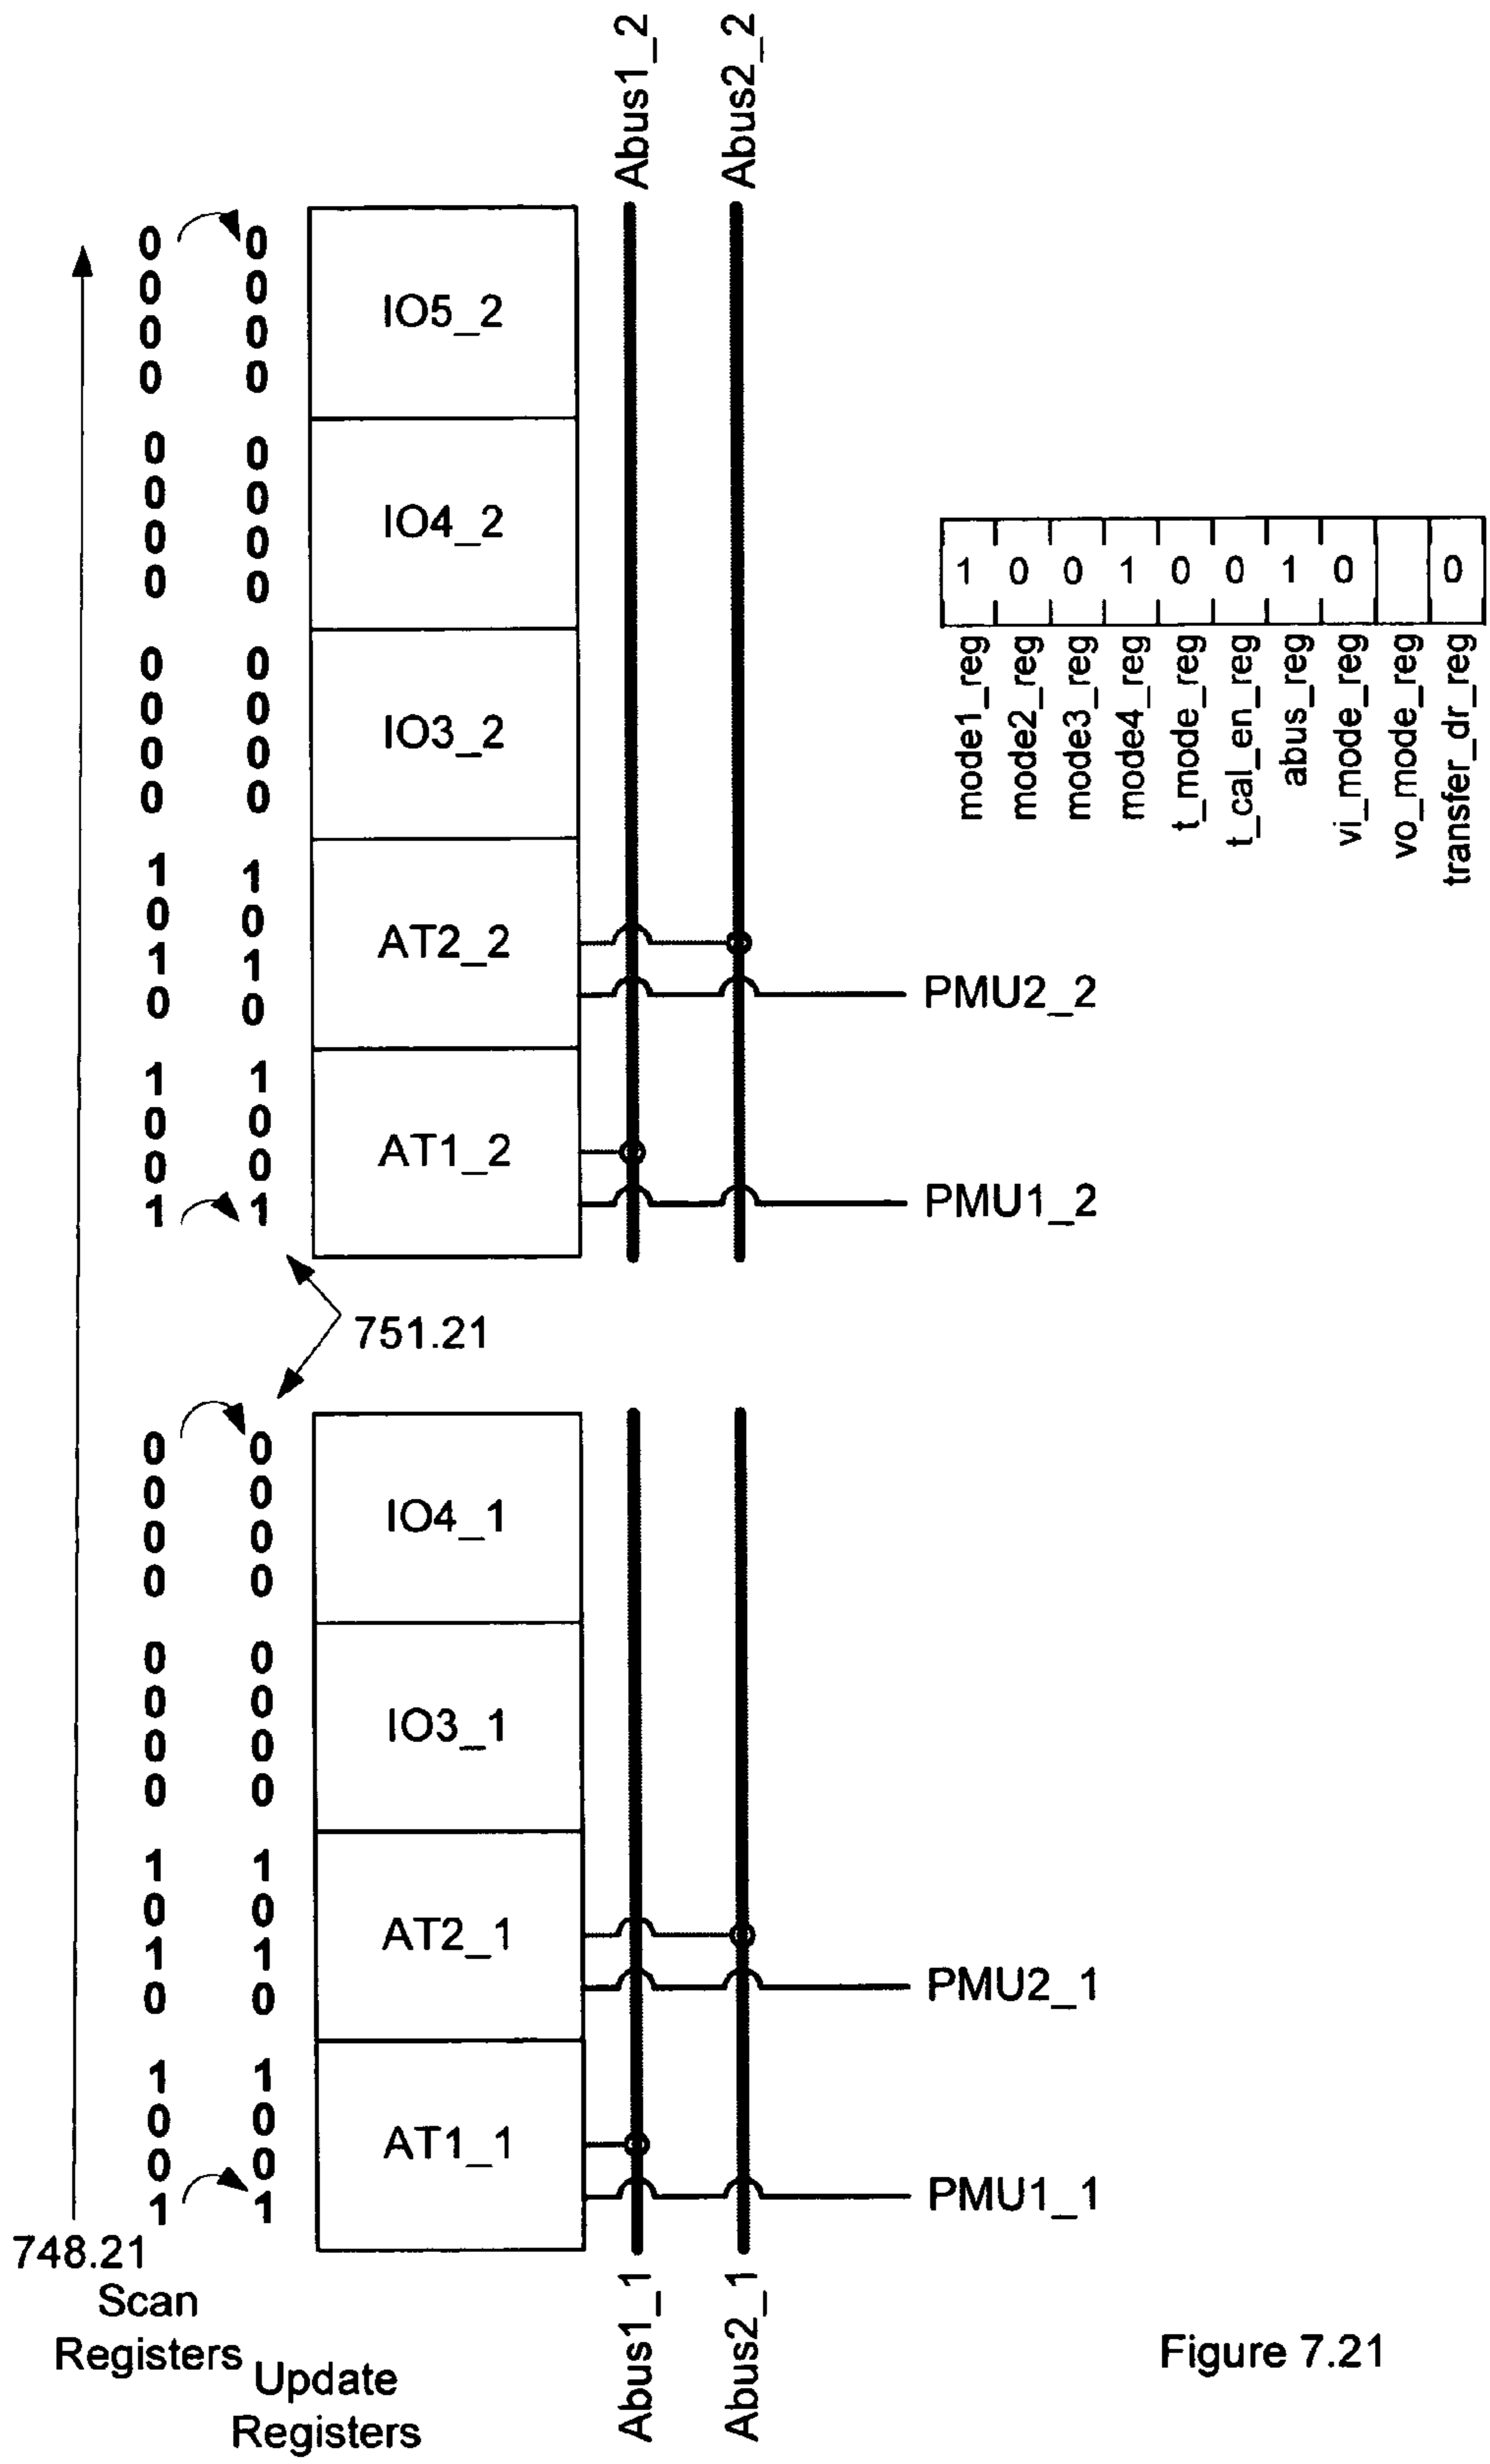 Abus1_2
Abus2_2
0 0 IO5_2
0 0
0 0
0 0
0 0 IO4_2
0 0
0 0
0 0
0 0 IO3_2
0 0
0 0
0 0
1 1 AT2_2
0 0
1 1
0 0
PMU2_2
1 1 AT1_2
0 0
0 0
1 1
PMU1_2
751.21
0 0 IO4_1
0 0
0 0
0 0
0 0 IO3_1
0 0
0 0
0 0
1 1 AT2_1
0 0
1 1
0 0
PMU2_1
1 1 AT1_1
0 0
0 0
1 1
PMU1_1
748.21
Scan
Registers
Update
Registers
Abus1_1
Abus2_1
1 0 0 1 0 0 1 0 0
mode1_reg
mode2_reg
mode3_reg
mode4_reg
t_mode_reg
t_cal_en_reg
abus_reg
vi_mode_reg
vo_mode_reg
transfer_dr_reg
Figure 7.21